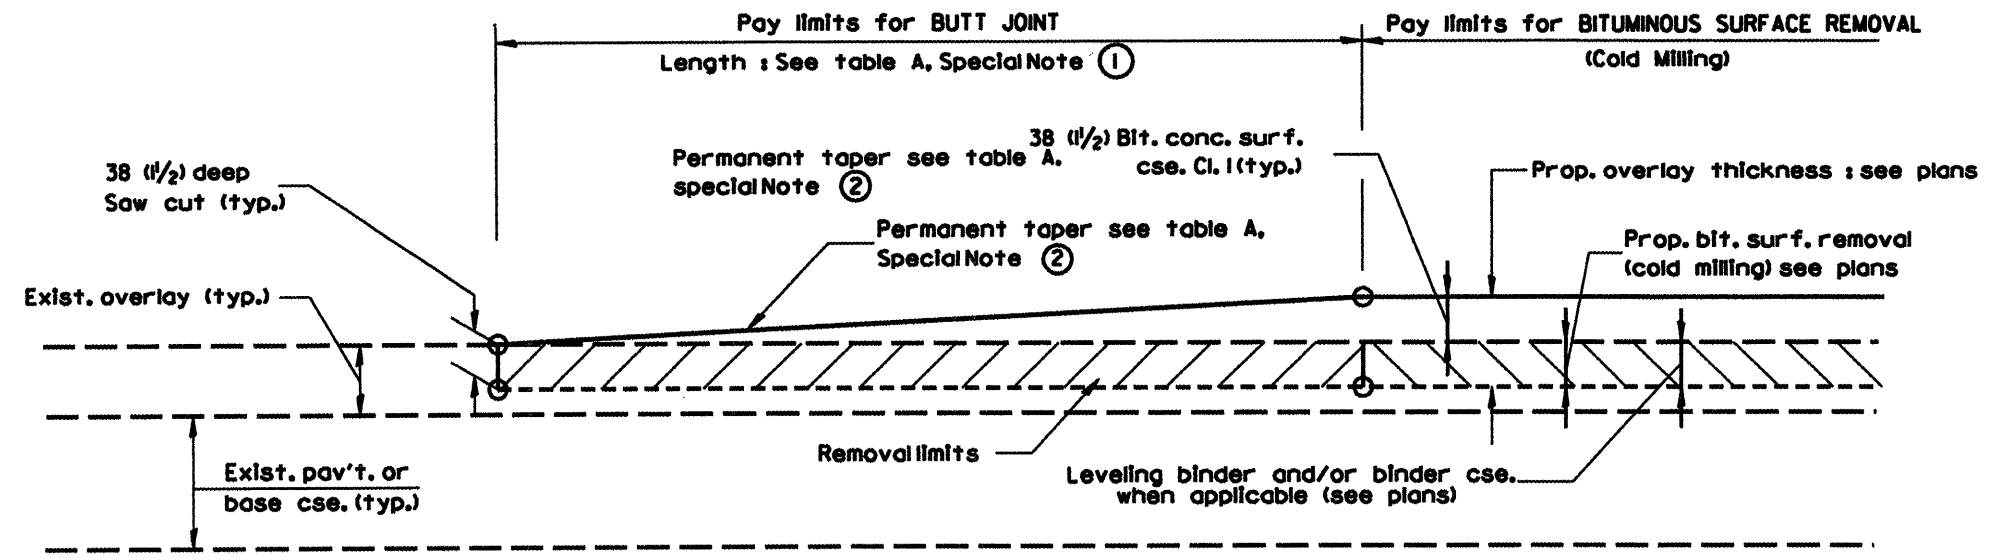 Pay limits for BUTT JOINT
Length : See table A, Special Note ①
Pay limits for BITUMINOUS SURFACE REMOVAL
(Cold Milling)
38 (1½) deep
Saw cut (typ.)
Permanent taper see table A.
special Note ②
38 (1½) Bit. conc. surf.
cse. Cl. I (typ.)
Prop. overlay thickness : see plans
Permanent taper see table A,
Special Note ②
Prop. bit. surf. removal
(cold milling) see plans
Exist. overlay (typ.)
Removal limits
Exist. pav't. or
base cse. (typ.)
Leveling binder and/or binder cse.
when applicable (see plans)